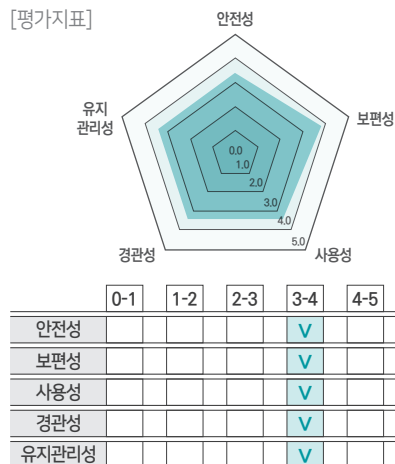 [평가지표]
안전성
유지
관리성
보편성
0.0
1.0
2.0
3.0
4.0
5.0
경관성
사용성
0-1 1-2 2-3 3-4 4-5
안전성 V
보편성 V
사용성 V
경관성 V
유지관리성 V